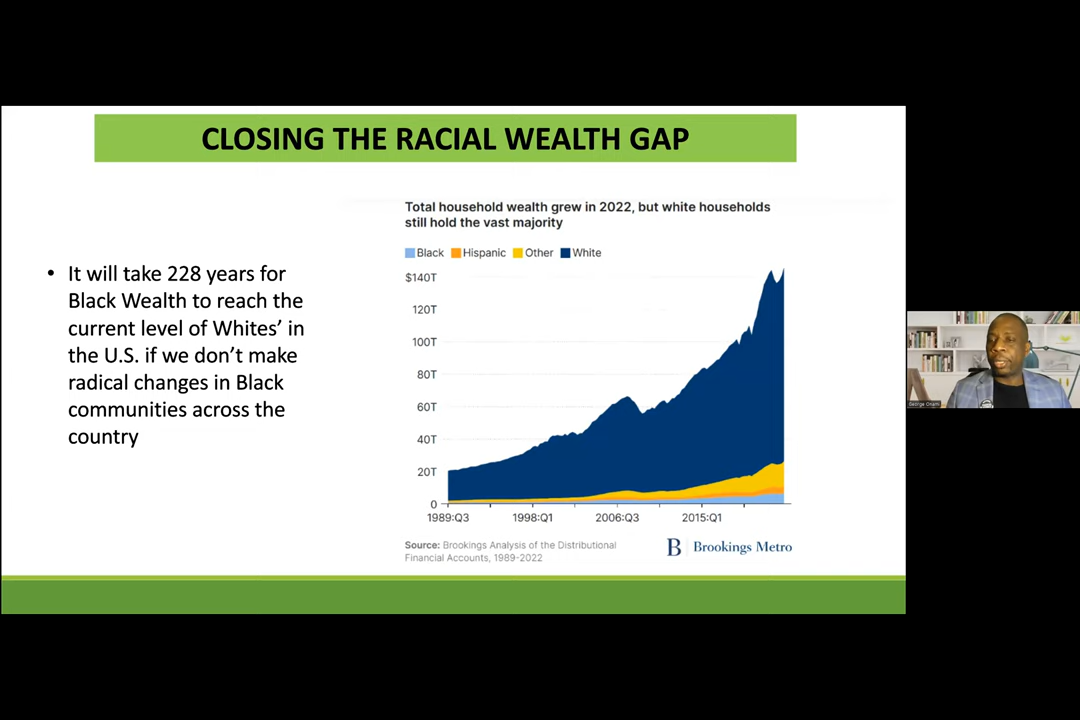 CLOSING THE RACIAL WEALTH GAP
• It will take 228 years for
Black Wealth to reach the
current level of Whites’ in
the U.S. if we don’t make
radical changes in Black
communities across the
country
Total household wealth grew in 2022, but white households
still hold the vast majority
Black Hispanic Other White
$140T
120T
100T
80T
60T
40T
20T
0
1989:Q3 1998:Q1 2006:Q3 2015:Q1
Source: Brookings Analysis of the Distributional
Financial Accounts, 1989-2022
B Brookings Metro
George Onami